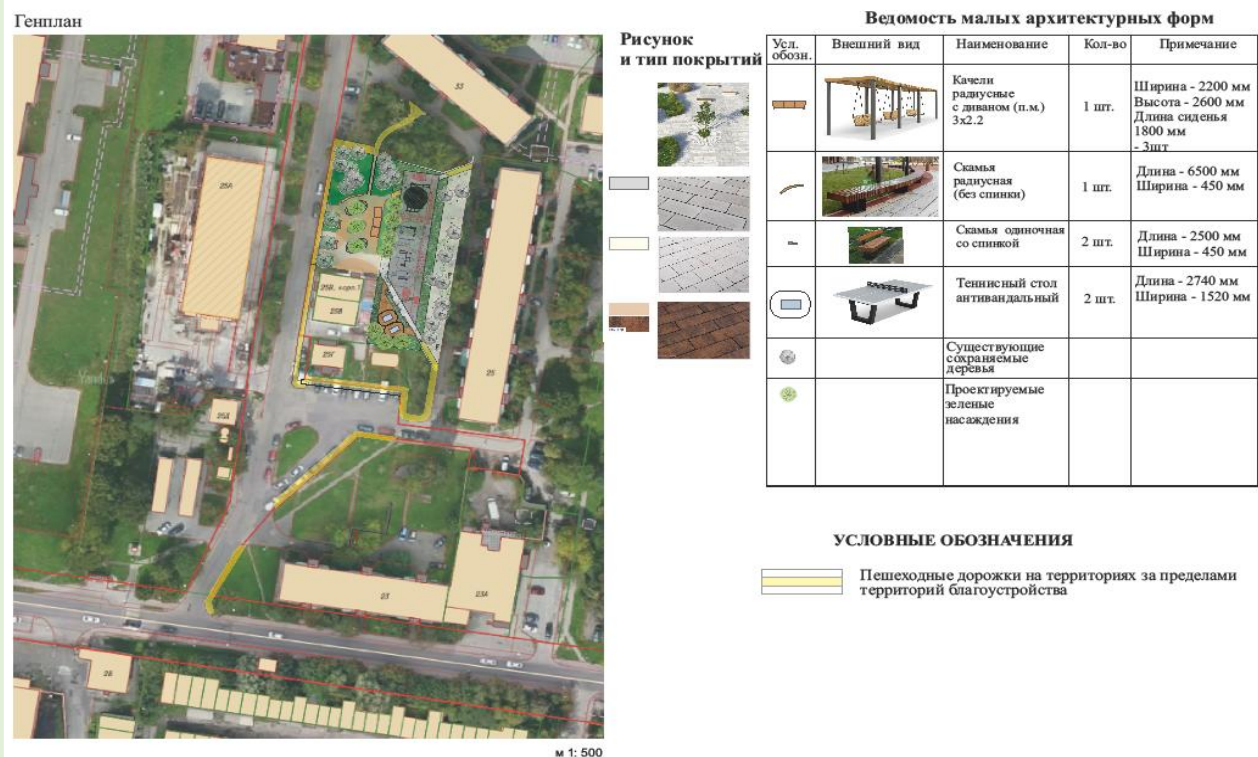 Генплан
33
25А
25В, корп.1
25В
25Г
25
25Д
Yandex
23
23А
26
м 1: 500
Рисунок
и тип покрытий
Ведомость малых архитектурных форм
Усл. обозн.
Внешний вид
Наименование
Кол-во
Примечание
Качели
радиусные
с диваном (п.м.)
3х2.2
1 шт.
Ширина - 2200 мм
Высота - 2600 мм
Длина сиденья
1800 мм
- 3шт
Скамья
радиусная
(без спинки)
1 шт.
Длина - 6500 мм
Ширина - 450 мм
Скамья одиночная
со спинкой
2 шт.
Длина - 2500 мм
Ширина - 450 мм
Теннисный стол
антивандальный
2 шт.
Длина - 2740 мм
Ширина - 1520 мм
Существующие
сохраняемые
деревья
Проектируемые
зеленые
насаждения
УСЛОВНЫЕ ОБОЗНАЧЕНИЯ
Пешеходные дорожки на территориях за пределами
территорий благоустройства